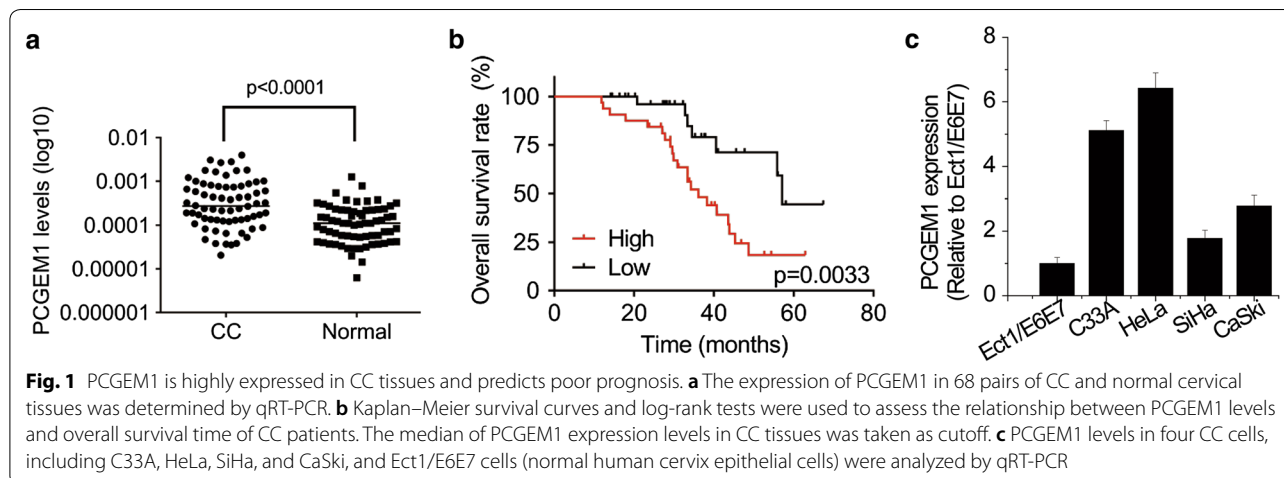 a
p<0.0001
PCGEM1 levels (log10)
0.01
0.001
0.0001
0.00001
0.000001
CC
Normal
b
Overall survival rate (%)
100
75
50
25
0
High
Low
p=0.0033
0
20
40
60
80
Time (months)
c
PCGEM1 expression
(Relative to Ect1/E6E7)
8
6
4
2
0
Ect1/E6E7
C33A
HeLa
SiHa
CaSki
Fig. 1 PCGEM1 is highly expressed in CC tissues and predicts poor prognosis. a The expression of PCGEM1 in 68 pairs of CC and normal cervical
tissues was determined by qRT-PCR. b Kaplan–Meier survival curves and log-rank tests were used to assess the relationship between PCGEM1 levels
and overall survival time of CC patients. The median of PCGEM1 expression levels in CC tissues was taken as cutoff. c PCGEM1 levels in four CC cells,
including C33A, HeLa, SiHa, and CaSki, and Ect1/E6E7 cells (normal human cervix epithelial cells) were analyzed by qRT-PCR